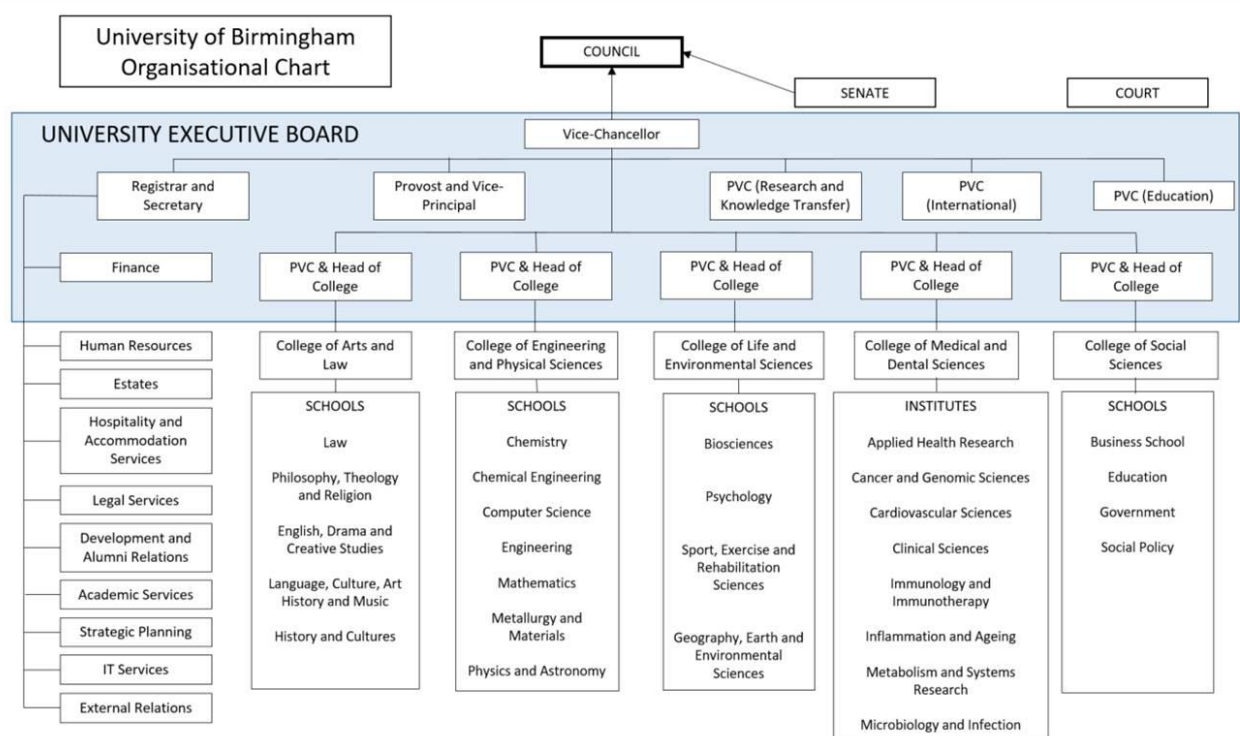 University of Birmingham
Organisational Chart
COUNCIL
SENATE
COURT
UNIVERSITY EXECUTIVE BOARD
Vice-Chancellor
Registrar and
Secretary
Provost and Vice-
Principal
PVC (Research and
Knowledge Transfer)
PVC
(International)
PVC (Education)
Finance
PVC & Head of
College
PVC & Head of
College
PVC & Head of
College
PVC & Head of
College
PVC & Head of
College
Human Resources
Estates
Hospitality and
Accommodation
Services
Legal Services
Development and
Alumni Relations
Academic Services
Strategic Planning
IT Services
External Relations
College of Arts and
Law
SCHOOLS
Law
Philosophy, Theology
and Religion
English, Drama and
Creative Studies
Language, Culture, Art
History and Music
History and Cultures
College of Engineering
and Physical Sciences
SCHOOLS
Chemistry
Chemical Engineering
Computer Science
Engineering
Mathematics
Metallurgy and
Materials
Physics and Astronomy
College of Life and
Environmental Sciences
SCHOOLS
Biosciences
Psychology
Sport, Exercise and
Rehabilitation
Sciences
Geography, Earth and
Environmental
Sciences
College of Medical and
Dental Sciences
INSTITUTES
Applied Health Research
Cancer and Genomic Sciences
Cardiovascular Sciences
Clinical Sciences
Immunology and
Immunotherapy
Inflammation and Ageing
Metabolism and Systems
Research
Microbiology and Infection
College of Social
Sciences
SCHOOLS
Business School
Education
Government
Social Policy